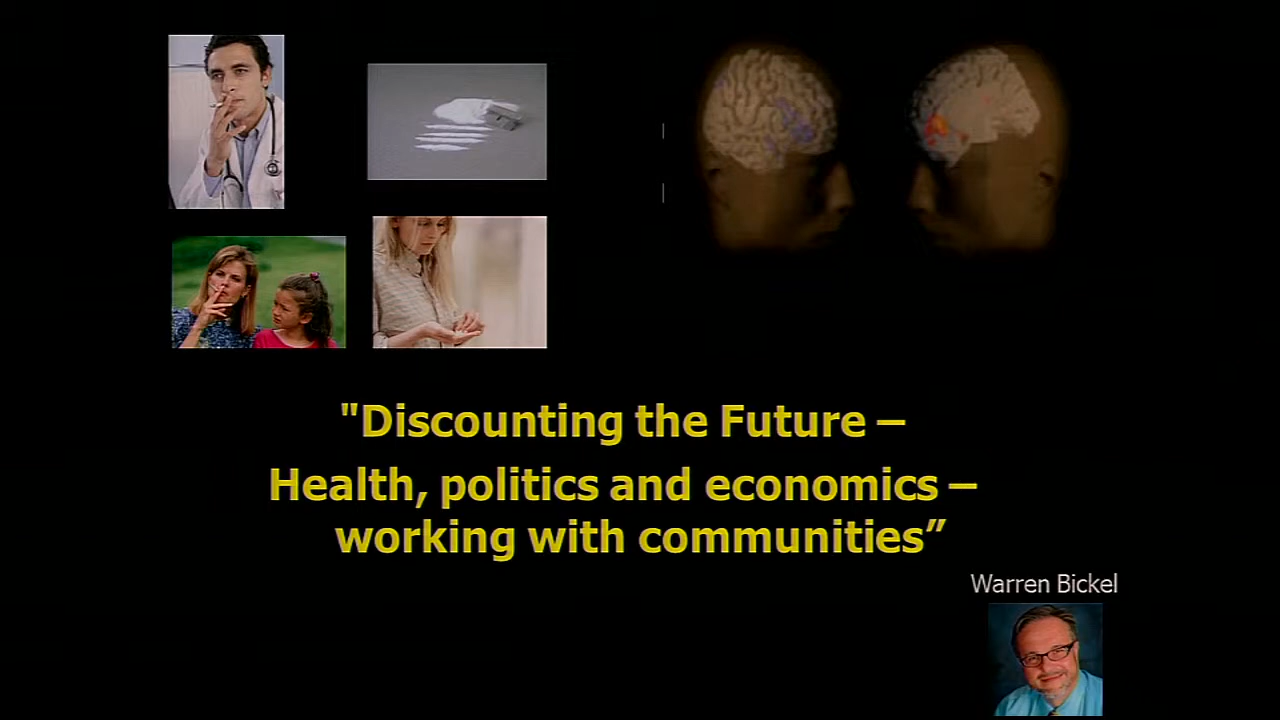 "Discounting the Future –
Health, politics and economics –
working with communities”
Warren Bickel